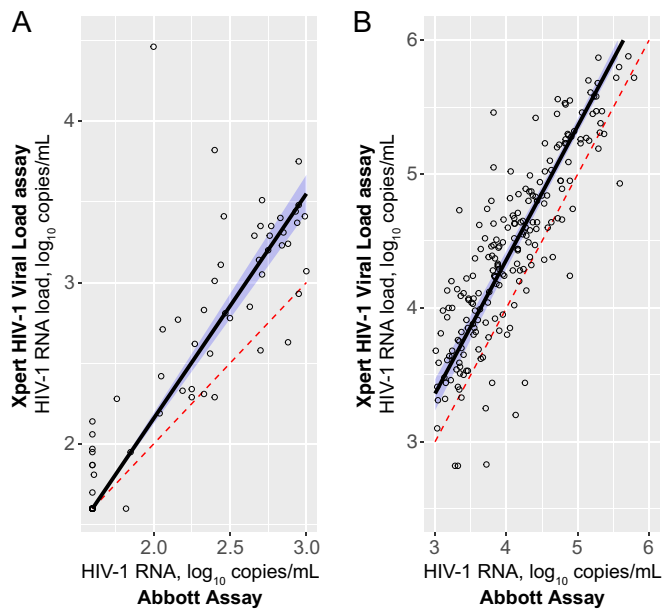 A
B
Xpert HIV-1 Viral Load assay
HIV-1 RNA load, log10 copies/mL
4
3
2
2.0 2.5 3.0
HIV-1 RNA, log10 copies/mL
Abbott Assay
Xpert HIV-1 Viral Load assay
HIV-1 RNA load, log10 copies/mL
6
5
4
3
3 4 5 6
HIV-1 RNA, log10 copies/mL
Abbott Assay